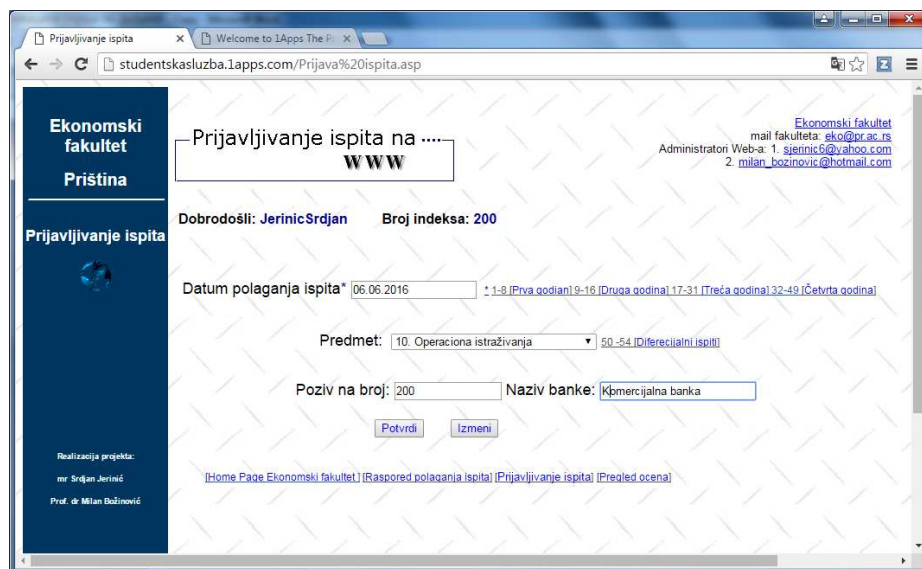 Prijavljivanje ispita
Welcome to 1Apps The
studentskasluzba.1apps.com/Prijava%20ispita.asp
Ekonomski
fakultet
Priština
Prijavljivanje ispita
Realizacija projekta:
mr Srdjan Jerinić
Prof. dr Milan Božinović
Prijavljivanje ispita na ····
WWW
Ekonomski fakultet
mail fakulteta: eko@pr.ac.rs
Administratori Web-a: 1. sjerinic6@yahoo.com
2. milan_bozinovic@hotmail.com
Dobrodošli: JerinicSrdjan Broj indeksa: 200
Datum polaganja ispita* 06.06.2016 * 1-8 [Prva godian] 9-16 [Druga godina] 17-31 [Treća godina] 32-49 [Četvrta godina]
Predmet: 10. Operaciona istraživanja 50 -54 [Diferecijalni ispiti]
Poziv na broj: 200 Naziv banke: Komercijalna banka
Potvrdi Izmeni
[Home Page Ekonomski fakultet ] [Raspored polaganja ispita] [Prijavljivanje ispita] [Pregled ocena]